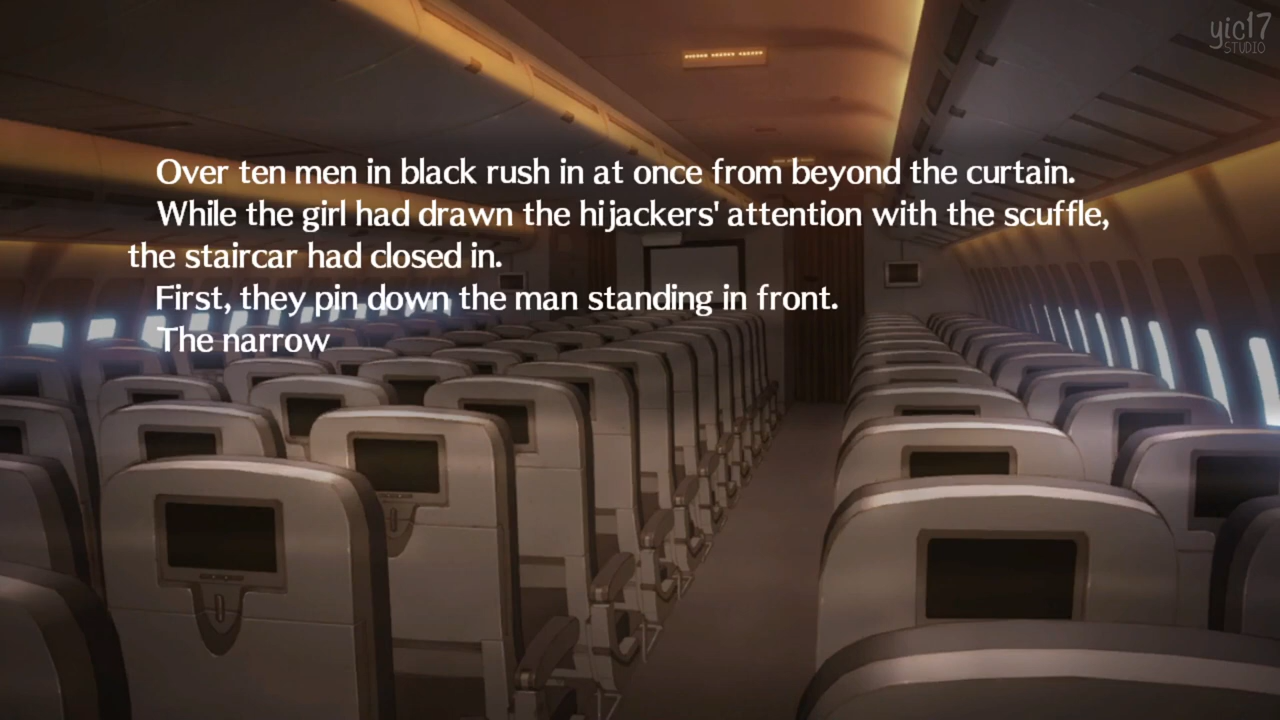 yic17
STUDIO
Over ten men in black rush in at once from beyond the curtain.
While the girl had drawn the hijackers' attention with the scuffle,
the staircar had closed in.
First, they pin down the man standing in front.
The narrow